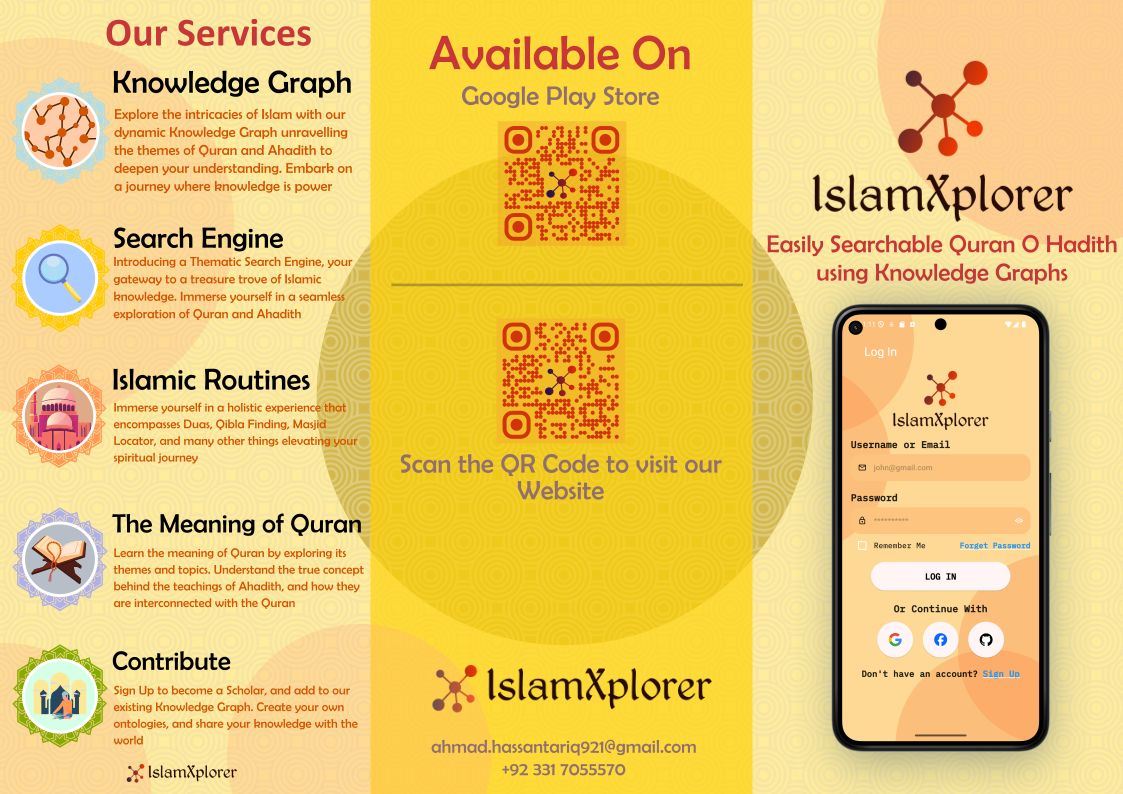 Our Services
Knowledge Graph
Explore the intricacies of Islam with our
dynamic Knowledge Graph unravelling
the themes of Quran and Ahadith to
deepen your understanding. Embark on
a journey where knowledge is power
Search Engine
Introducing a Thematic Search Engine, your
gateway to a treasure trove of Islamic
knowledge. Immerse yourself in a seamless
exploration of Quran and Ahadith
Islamic Routines
Immerse yourself in a holistic experience that
encompasses Duas, Qibla Finding, Masjid
Locator, and many other things elevating your
spiritual journey
The Meaning of Quran
Learn the meaning of Quran by exploring its
themes and topics. Understand the true concept
behind the teachings of Ahadith, and how they
are interconnected with the Quran
Contribute
Sign Up to become a Scholar, and add to our
existing Knowledge Graph. Create your own
ontologies, and share your knowledge with the
world
IslamXplorer
Available On
Google Play Store
Scan the QR Code to visit our
Website
IslamXplorer
ahmad.hassantariq921@gmail.com
+92 331 7055570
IslamXplorer
Easily Searchable Quran O Hadith
using Knowledge Graphs
Log In
IslamXplorer
Username or Email
john@gmail.com
Password
**********
Remember Me Forget Password
LOG IN
Or Continue With
Don't have an account? Sign Up